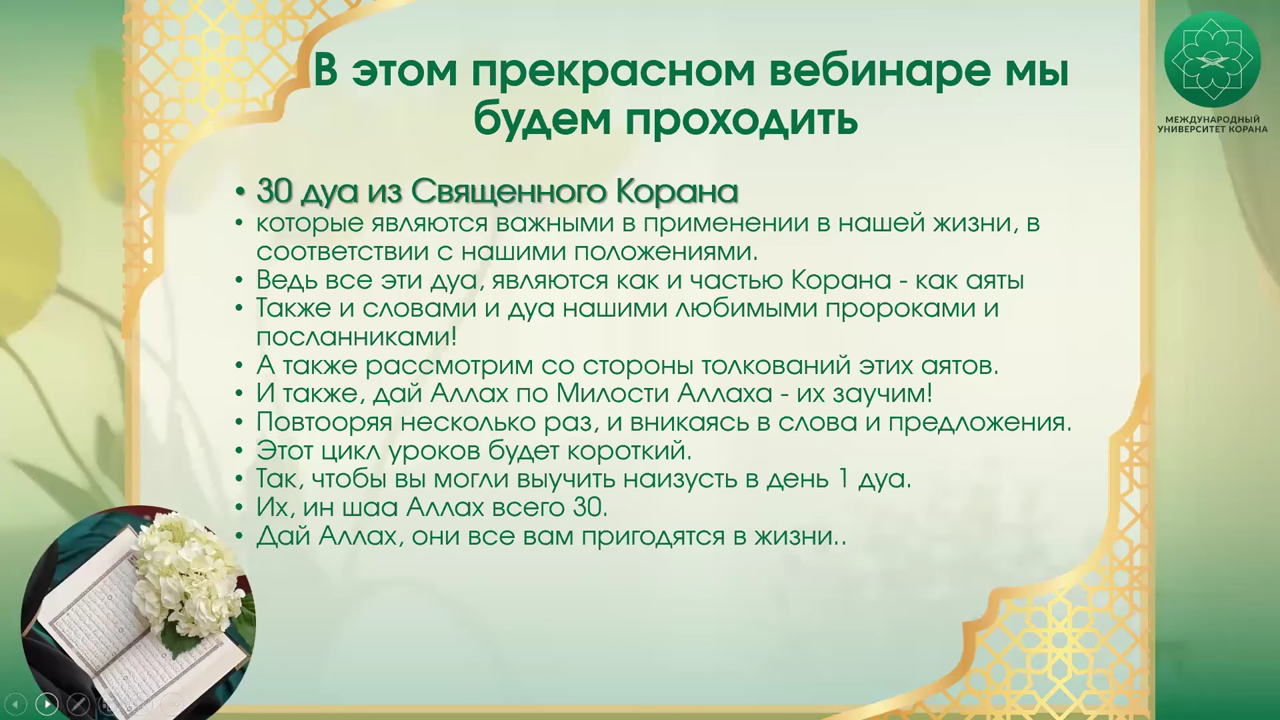 В этом прекрасном вебинаре мы
будем проходить
МЕЖДУНАРОДНЫЙ
УНИВЕРСИТЕТ КОРАНА
• 30 дуа из Священного Корана
• которые являются важными в применении в нашей жизни, в
соответствии с нашими положениями.
• Ведь все эти дуа, являются как и частью Корана - как аяты
• Также и словами и дуа нашими любимыми пророками и
посланниками!
• А также рассмотрим со стороны толкований этих аятов.
• И также, дай Аллах по Милости Аллаха - их заучим!
• Повтооряя несколько раз, и вникаясь в слова и предложения.
• Этот цикл уроков будет короткий.
• Так, чтобы вы могли выучить наизусть в день 1 дуа.
• Их, ин шаа Аллах всего 30.
• Дай Аллах, они все вам пригодятся в жизни..